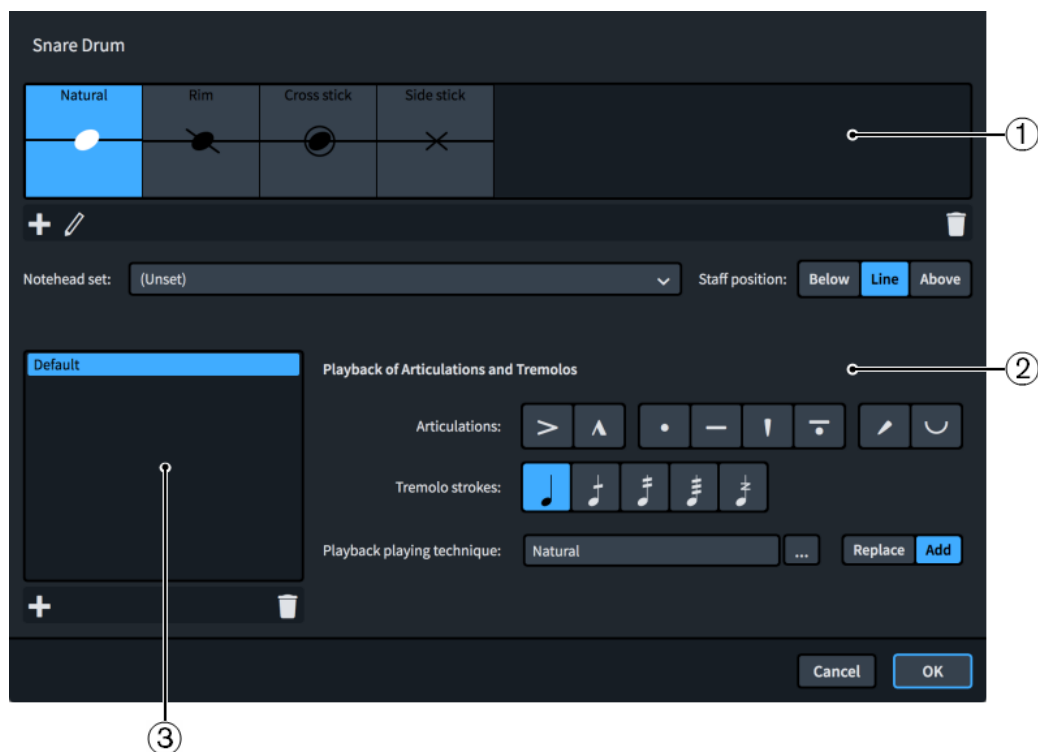 Snare Drum
Natural Rim Cross stick Side stick
①
Notehead set: (Unset) Staff position: Below Line Above
Default
Playback of Articulations and Tremolos
②
Articulations:
Tremolo strokes:
Playback playing technique: Natural ... Replace Add
Cancel OK
③